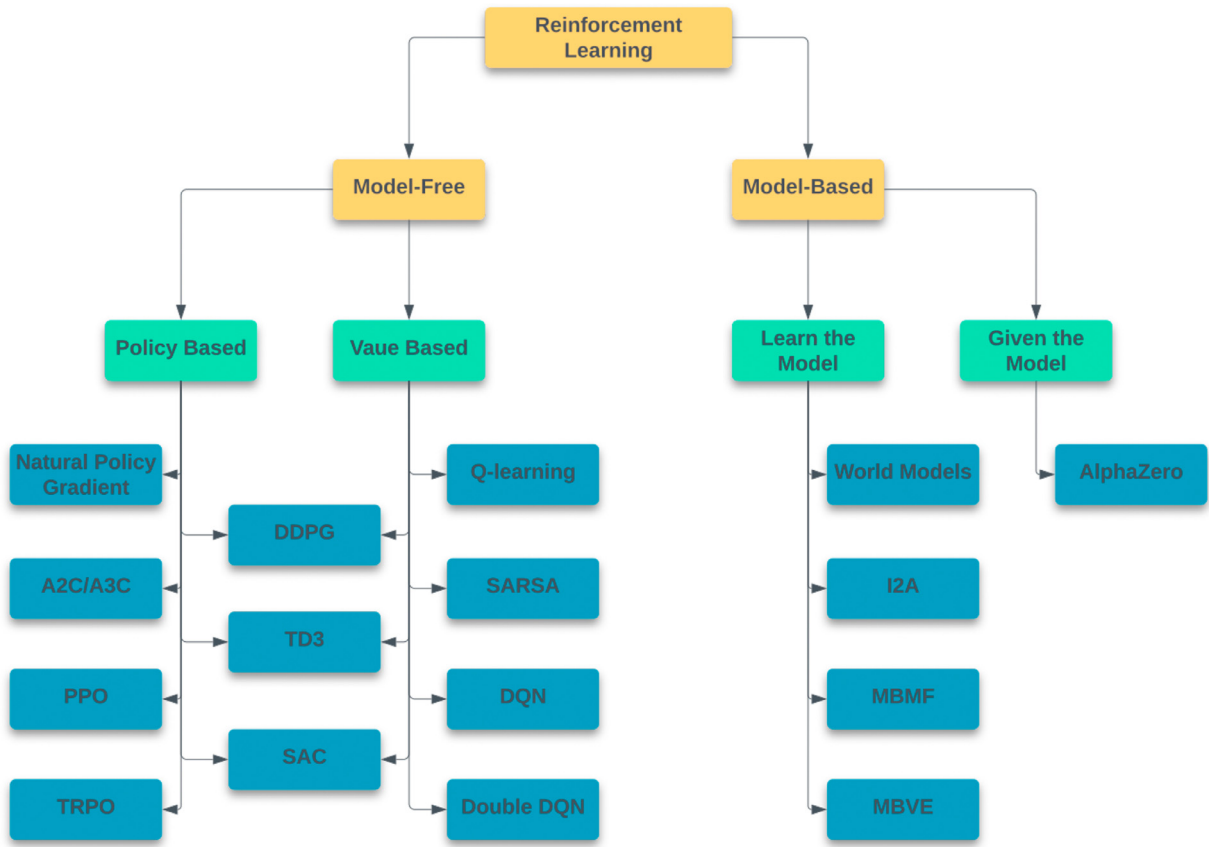 Reinforcement
Learning
Model-Free
Model-Based
Policy Based
Vaue Based
Learn the
Model
Given the
Model
Natural Policy
Gradient
Q-learning
World Models
AlphaZero
DDPG
A2C/A3C
SARSA
I2A
TD3
PPO
DQN
MBMF
SAC
TRPO
Double DQN
MBVE